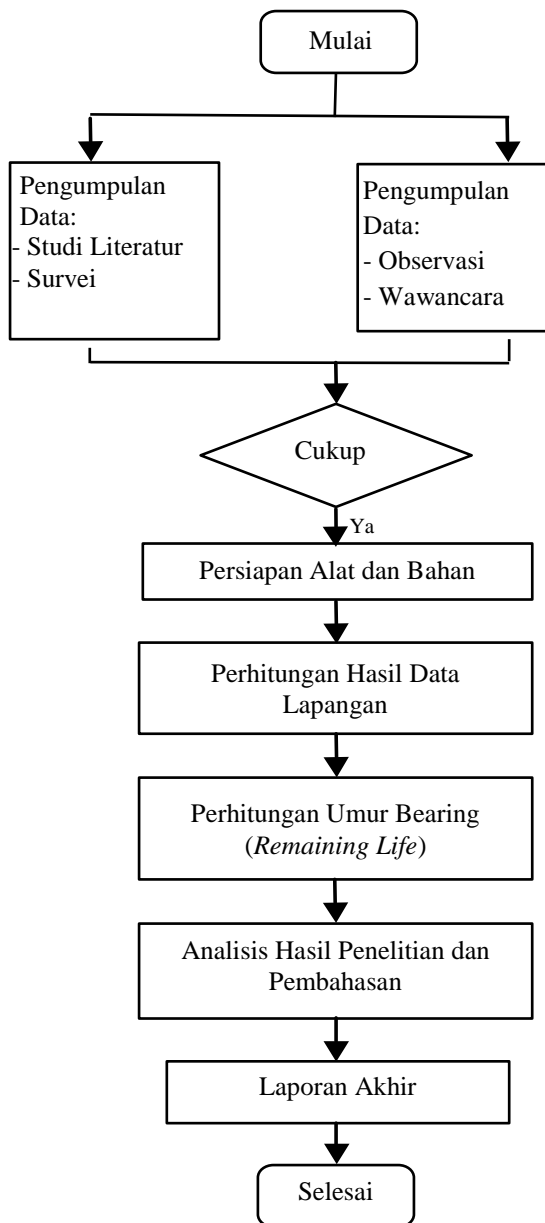 Mulai
Pengumpulan
Data:
- Studi Literatur
- Survei
Pengumpulan
Data:
- Observasi
- Wawancara
Cukup
Ya
Persiapan Alat dan Bahan
Perhitungan Hasil Data
Lapangan
Perhitungan Umur Bearing
(Remaining Life)
Analisis Hasil Penelitian dan
Pembahasan
Laporan Akhir
Selesai